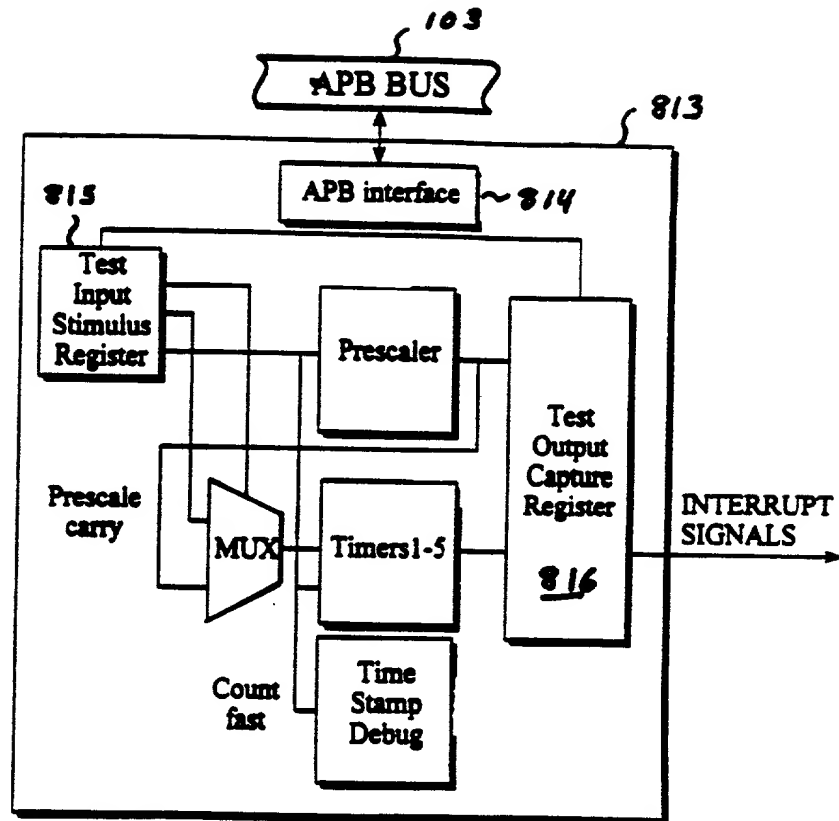 103
APB BUS
813
APB interface
814
815
Test
Input
Stimulus
Register
Prescaler
Test
Output
Capture
Register
816
Prescale
carry
MUX
Timers1-5
INTERRUPT
SIGNALS
Count
fast
Time
Stamp
Debug